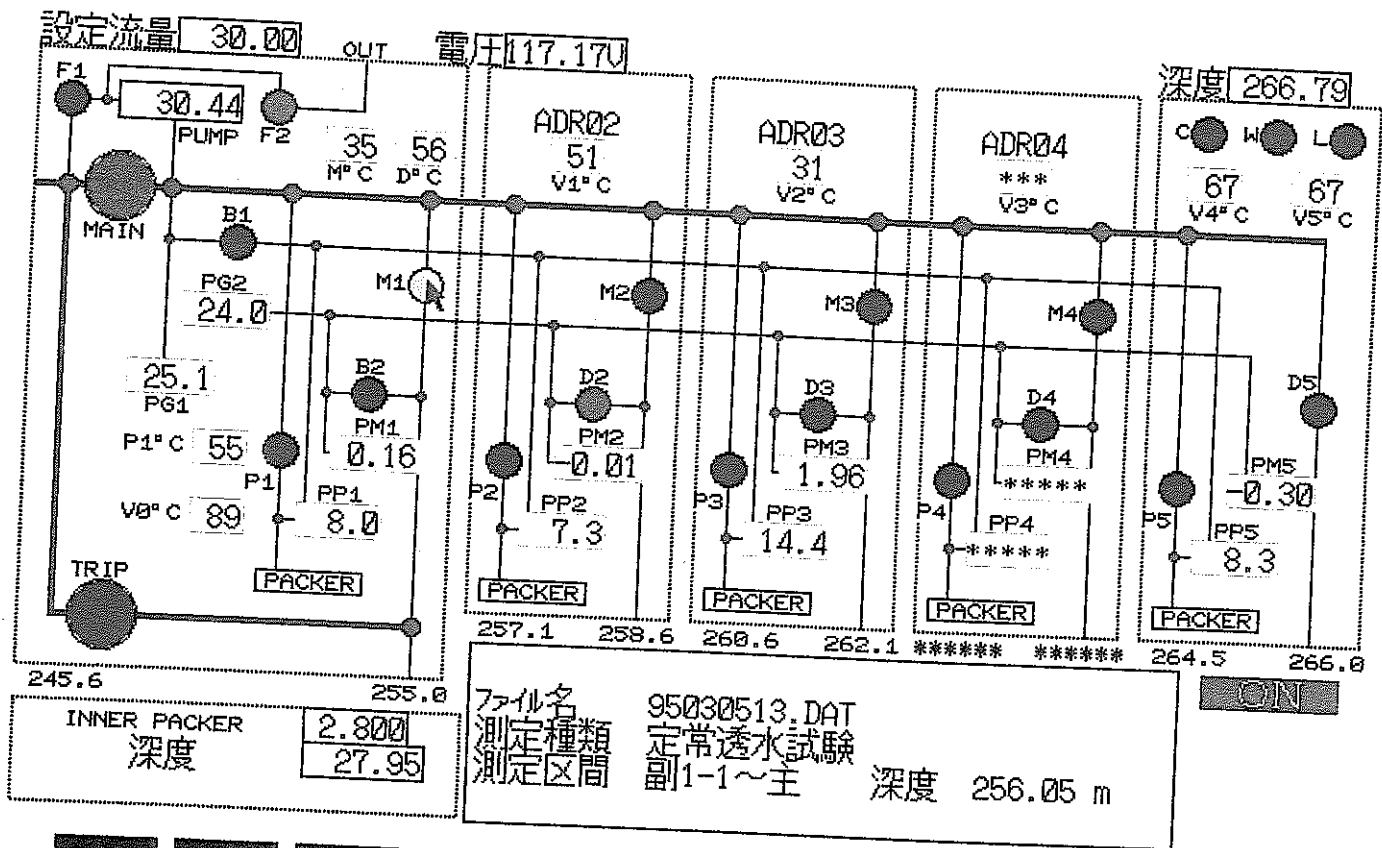 設定流量 30.00
OUT
電圧 117.17V
深度 266.79
F1
30.44
PUMP
F2
35 56
M°C D°C
MAIN
B1
PG2
24.0
M1
25.1
PG1
B2
PM1
0.16
P1°C 55
P1
V0°C 89
PP1
8.0
TRIP
PACKER
245.6 255.0
ADR02
51
V1°C
M2
D2
PM2
-0.01
P2
PP2
7.3
PACKER
257.1 258.6
ADR03
31
V2°C
M3
D3
PM3
1.96
P3
PP3
14.4
PACKER
260.6 262.1
ADR04
***
V3°C
M4
D4
PM4
*****
P4
PP4
*****
PACKER
****** ******
C W L
67 67
V4°C V5°C
D5
PM5
-0.30
P5
PP5
8.3
PACKER
264.5 266.0
ON
INNER PACKER 2.800
深度 27.95
ファイル名 95030513.DAT
測定種類 定常透水試験
測定区間 副1-1~主 深度 256.05 m